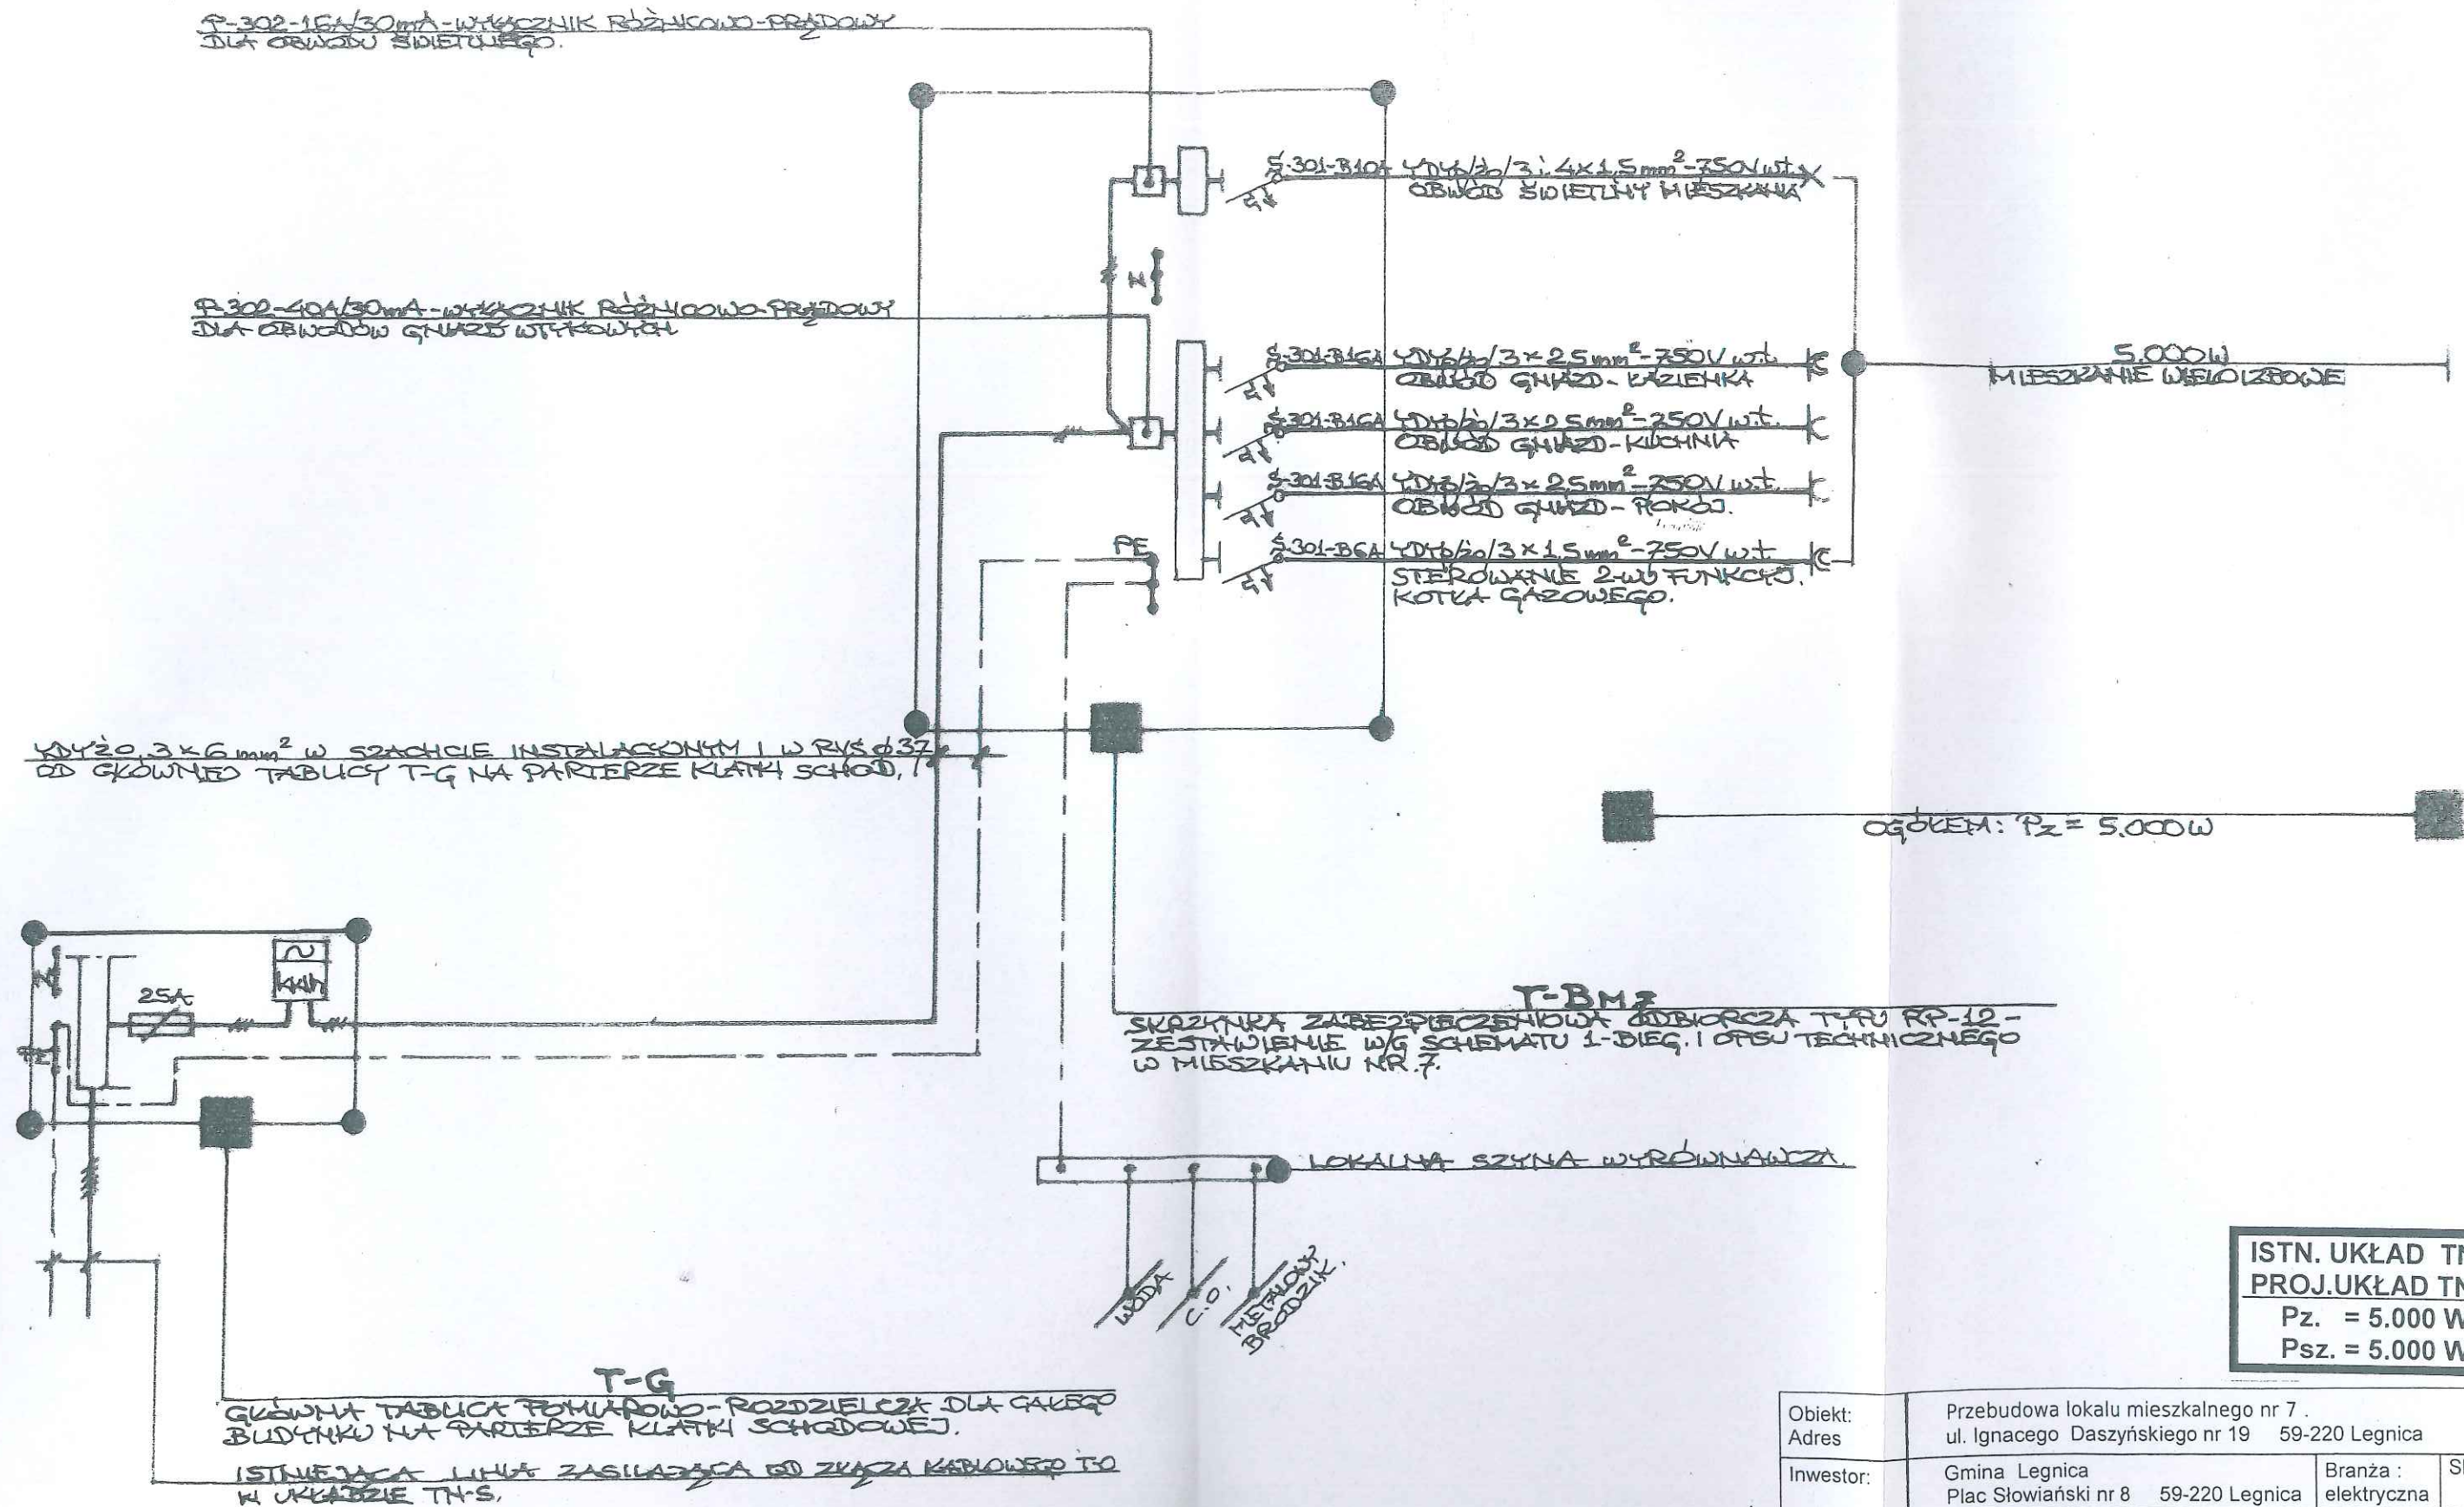 P-302-16A/30mA-WYŁĄCZNIK RÓŻNICOWO-PRĄDOWY
DLA OBWODU ŚWIETLNEGO.
S-301-B10A YDYp/żo/3 i 4x1,5mm²-750V w.t.
OBWÓD ŚWIETLNY MIESZKANIA
N
P-302-40A/30mA-WYŁĄCZNIK RÓŻNICOWO-PRĄDOWY
DLA OBWODÓW GNIAZD WTYKOWYCH
S-301-B16A YDYp/żo/3x2,5mm²-750V w.t.
OBWÓD GNIAZD-ŁAZIENKA
5.000W
MIESZKANIE WIELOIZBOWE
S-301-B16A YDYp/żo/3x2,5mm²-750V w.t.
OBWÓD GNIAZD-KUCHNIA
S-301-B16A YDYp/żo/3x2,5mm²-750V w.t.
OBWÓD GNIAZD-POKÓJ.
PE
S-301-B6A YDYp/żo/3x1,5mm²-750V w.t.
STEROWANIE 2-WU FUNKCYJ.
KOTŁA GAZOWEGO.
YDYŻO 3x6mm² W SZACHCIE INSTALACYJNYM I W RVS ø37
OD GŁÓWNEJ TABLICY T-G NA PARTERZE KLATKI SCHOD.
OGÓŁEM: Pz = 5.000W
N
25A
~
kWh
PE
T-BM7
SKRZYNKA ZABEZPIECZENIOWA ODBIORCZA TYPU RP-12-
ZESTAWIENIE W/G SCHEMATU 1-BIEG. I OPISU TECHNICZNEGO
W MIESZKANIU NR.7.
LOKALNA SZYNA WYRÓWNAWCZA.
WODA
C.O.
METALOWY
BRODZIK.
ISTN. UKŁAD TN
PROJ.UKŁAD TN
Pz. = 5.000 W
Psz. = 5.000 W
T-G
GŁÓWNA TABLICA POMIAROWO-ROZDZIELCZA DLA CAŁEGO
BUDYNKU NA PARTERZE KLATKI SCHODOWEJ.
ISTNIEJĄCA LINIA ZASILAJĄCA OD ZŁĄCZA KABLOWEGO T-O
W UKŁADZIE TN-S.
Obiekt: Przebudowa lokalu mieszkalnego nr 7 .
Adres ul. Ignacego Daszyńskiego nr 19 59-220 Legnica
Inwestor: Gmina Legnica Branża :
Plac Słowiański nr 8 59-220 Legnica elektryczna